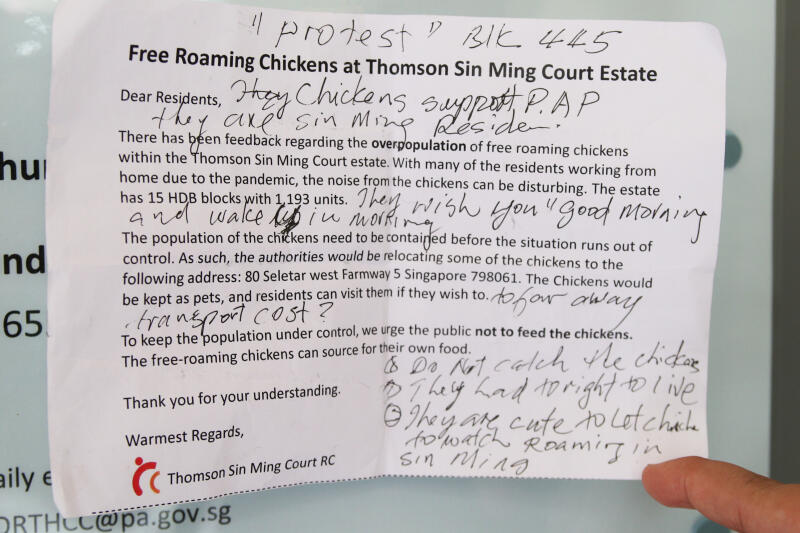 "protest" Blk 445
Free Roaming Chickens at Thomson Sin Ming Court Estate
Dear Residents, They Chickens support P.AP
they are sin Ming Residen.
There has been feedback regarding the overpopulation of free roaming chickens
within the Thomson Sin Ming Court estate. With many of the residents working from
home due to the pandemic, the noise from the chickens can be disturbing. The estate
has 15 HDB blocks with 1,193 units. They wish you "good morning
and wake up in morning
The population of the chickens need to be contained before the situation runs out of
control. As such, the authorities would be relocating some of the chickens to the
following address: 80 Seletar west Farmway 5 Singapore 798061. The Chickens would
be kept as pets, and residents can visit them if they wish to. to far away
transport cost?
To keep the population under control, we urge the public not to feed the chickens.
The free-roaming chickens can source for their own food.
① Do Not catch the chickens
② They had to right to live
Thank you for your understanding.
③ They are cute to let
to watch Roaming in
sin Ming
Warmest Regards,
Thomson Sin Ming Court RC
hur
nd
65
aily e
ORTHCC@pa.gov.sg